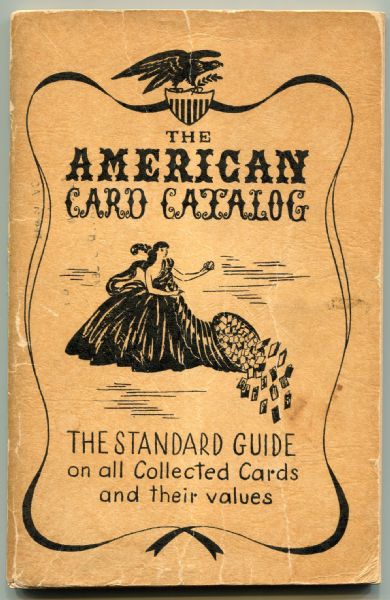 THE
AMERICAN
CARD CATALOG
THE STANDARD GUIDE
on all Collected Cards
and their values